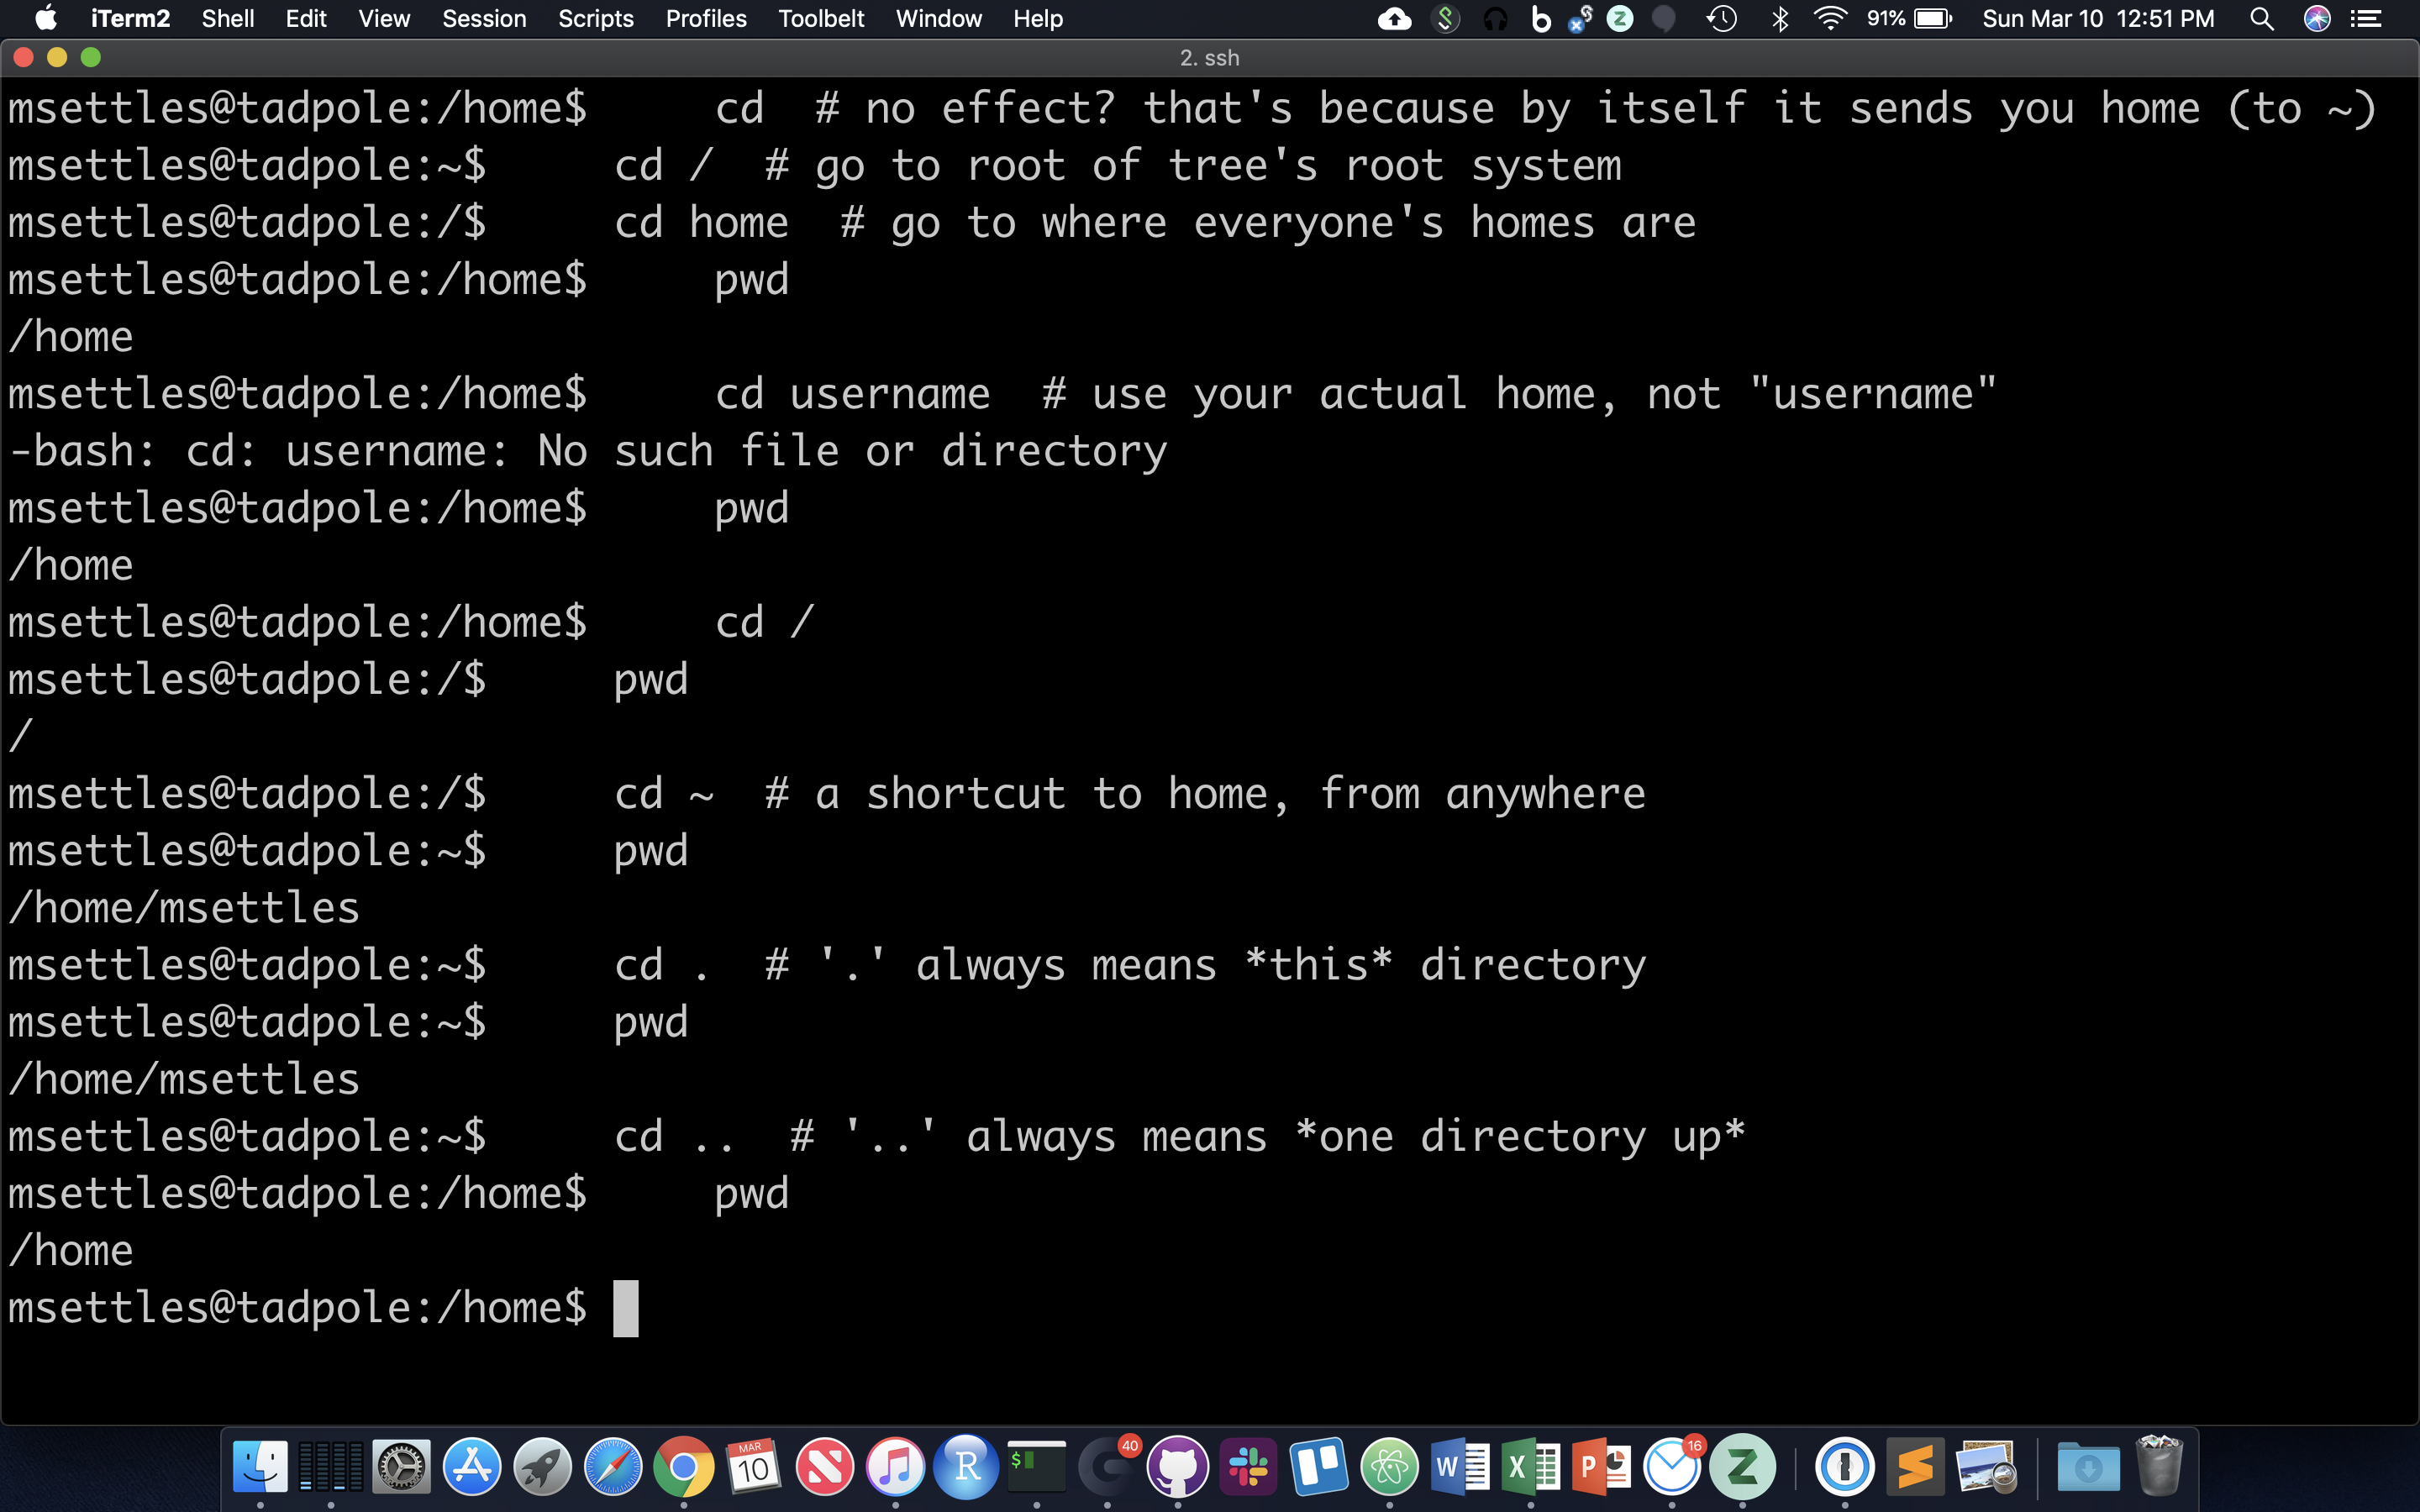 iTerm2 Shell Edit View Session Scripts Profiles Toolbelt Window Help 91% Sun Mar 10 12:51 PM
2. ssh
msettles@tadpole:/home$     cd  # no effect? that's because by itself it sends you home (to ~)
msettles@tadpole:~$     cd /  # go to root of tree's root system
msettles@tadpole:/$     cd home  # go to where everyone's homes are
msettles@tadpole:/home$     pwd
/home
msettles@tadpole:/home$     cd username  # use your actual home, not "username"
-bash: cd: username: No such file or directory
msettles@tadpole:/home$     pwd
/home
msettles@tadpole:/home$     cd /
msettles@tadpole:/$     pwd
/
msettles@tadpole:/$     cd ~  # a shortcut to home, from anywhere
msettles@tadpole:~$     pwd
/home/msettles
msettles@tadpole:~$     cd .  # '.' always means *this* directory
msettles@tadpole:~$     pwd
/home/msettles
msettles@tadpole:~$     cd ..  # '..' always means *one directory up*
msettles@tadpole:/home$     pwd
/home
msettles@tadpole:/home$
MAR
10
R
$
40
W
X
P
16
Z